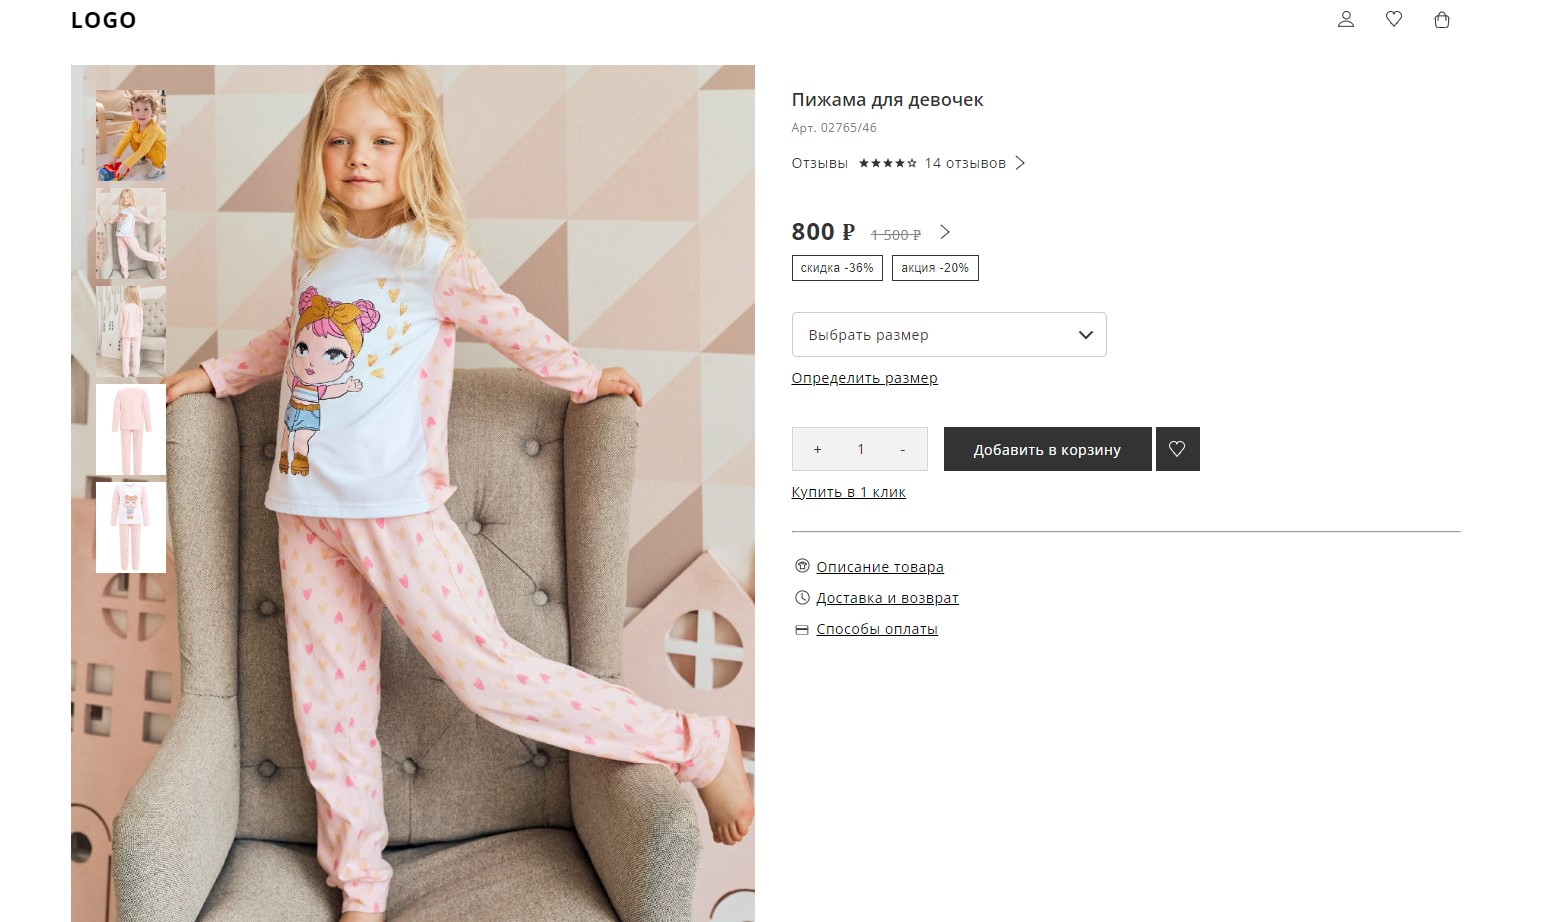 LOGO
Пижама для девочек
Арт. 02765/46
Отзывы 14 отзывов
800 ₽ 1 500 ₽
скидка -36% акция -20%
Выбрать размер
Определить размер
+ 1 -
Добавить в корзину
Купить в 1 клик
Описание товара
Доставка и возврат
Способы оплаты